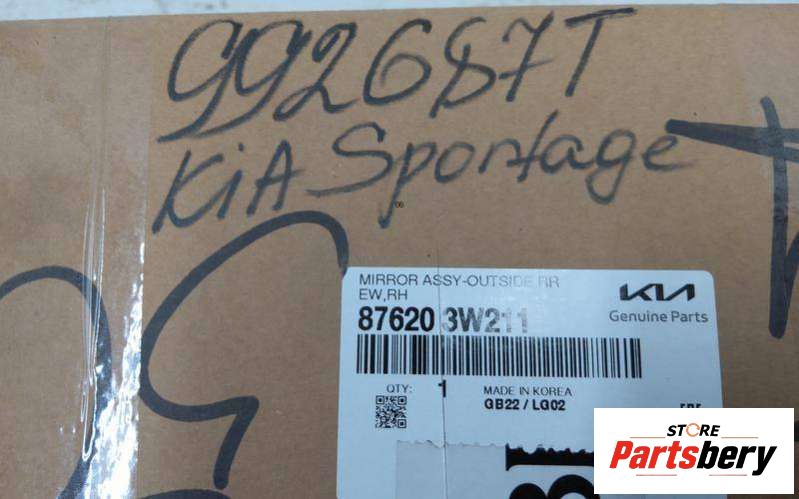 992687T
KiA Sportage
MIRROR ASSY-OUTSIDE RR
EW,RH
87620 3W211
KIA
Genuine Parts
QTY: 1
MADE IN KOREA
GB22 / LG02
STORE
Partsbery